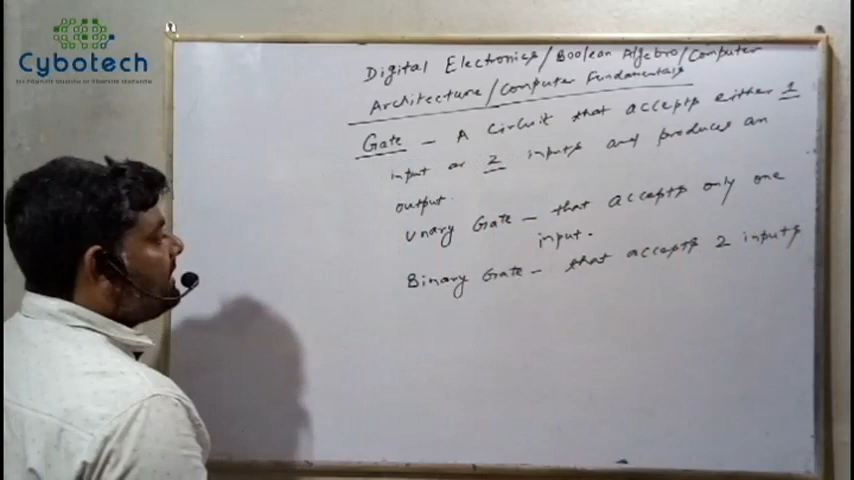 Cybotech
Digital Electronics/Boolean Algebra/Computer
Architecture/Computer Fundamentals
Gate – A circuit that accepts either 1
input or 2 inputs and produces an
output.
Unary Gate – that accepts only one
input.
Binary Gate – that accepts 2 inputs